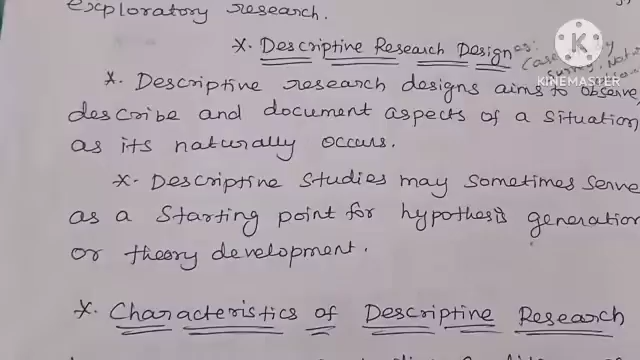 exploratory research.
* Descriptive Research Design as:
* Descriptive research designs aims to observe,
describe and document aspects of a situation
as its naturally occurs.
* Descriptive studies may sometimes serve
as a starting point for hypothesis generation
or theory development.
* Characteristics of Descriptive Research
KINEMASTER